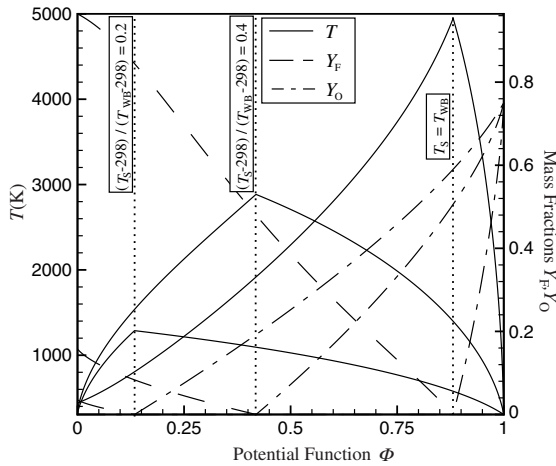 5000
4000
3000
2000
1000
T(K)
(T_S-298) / (T_WB-298) = 0.2
(T_S-298) / (T_WB-298) = 0.4
T
Y_F
Y_O
T_S = T_WB
0.8
0.6
0.4
0.2
0
Mass Fractions Y_F,Y_O
0
0.25
0.5
0.75
1
Potential Function Φ